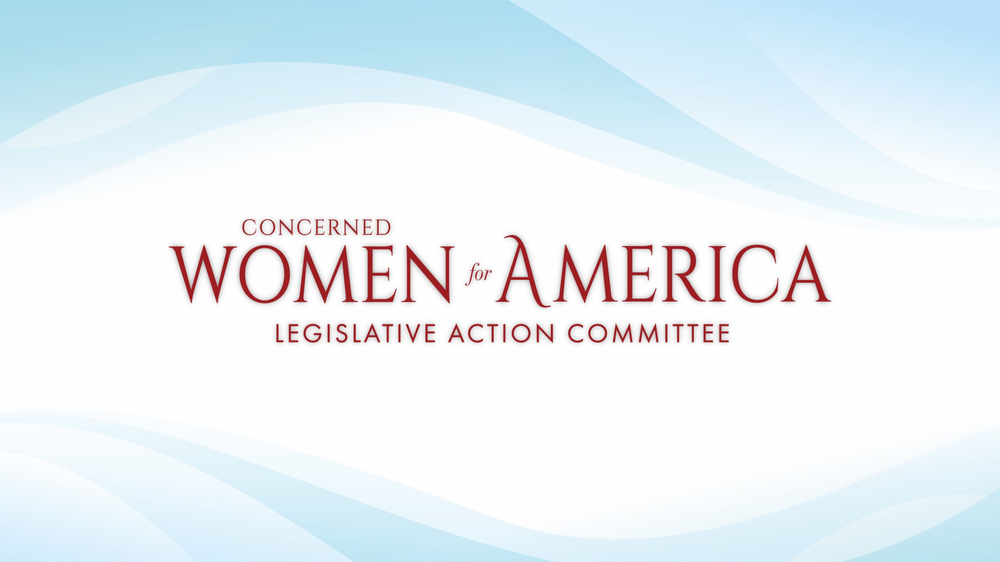 CONCERNED
WOMEN for AMERICA
LEGISLATIVE ACTION COMMITTEE